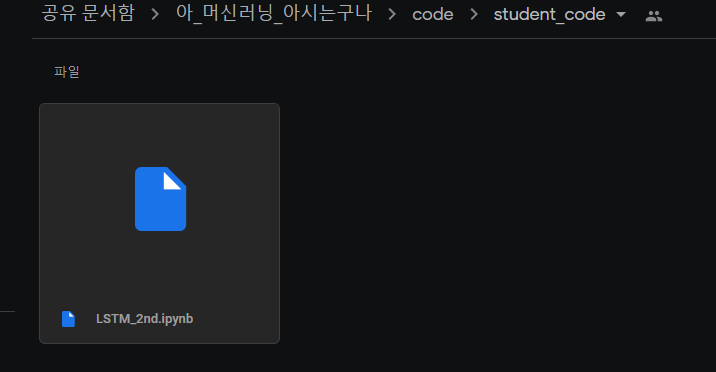 공유 문서함 > 아_머신러닝_아시는구나 > code > student_code
파일
LSTM_2nd.ipynb